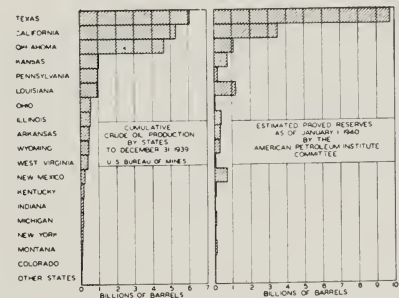 TEXAS
CALIFORNIA
OKLAHOMA
KANSAS
PENNSYLVANIA
LOUISIANA
OHIO
ILLINOIS
ARKANSAS
WYOMING
WEST VIRGINIA
NEW MEXICO
KENTUCKY
INDIANA
MICHIGAN
NEW YORK
MONTANA
COLORADO
OTHER STATES
CUMULATIVE
CRUDE OIL PRODUCTION
BY STATES
TO DECEMBER 31 1939
U S BUREAU OF MINES
0 1 2 3 4 5 6 7
BILLIONS OF BARRELS
ESTIMATED PROVED RESERVES
AS OF JANUARY 1 1940
BY THE
AMERICAN PETROLEUM INSTITUTE
COMMITTEE
0 1 2 3 4 5 6 7 8 9 10
BILLIONS OF BARRELS